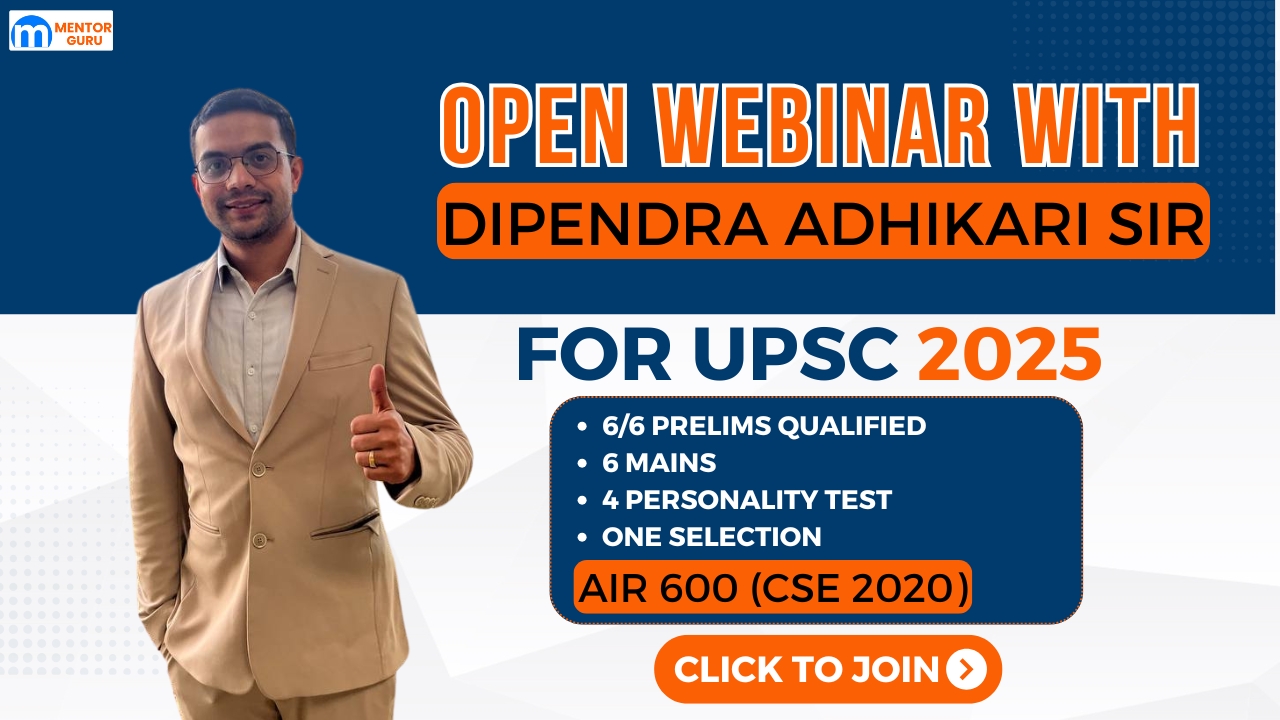 MENTOR
GURU
OPEN WEBINAR WITH
DIPENDRA ADHIKARI SIR
FOR UPSC 2025
• 6/6 PRELIMS QUALIFIED
• 6 MAINS
• 4 PERSONALITY TEST
• ONE SELECTION
AIR 600 (CSE 2020)
CLICK TO JOIN